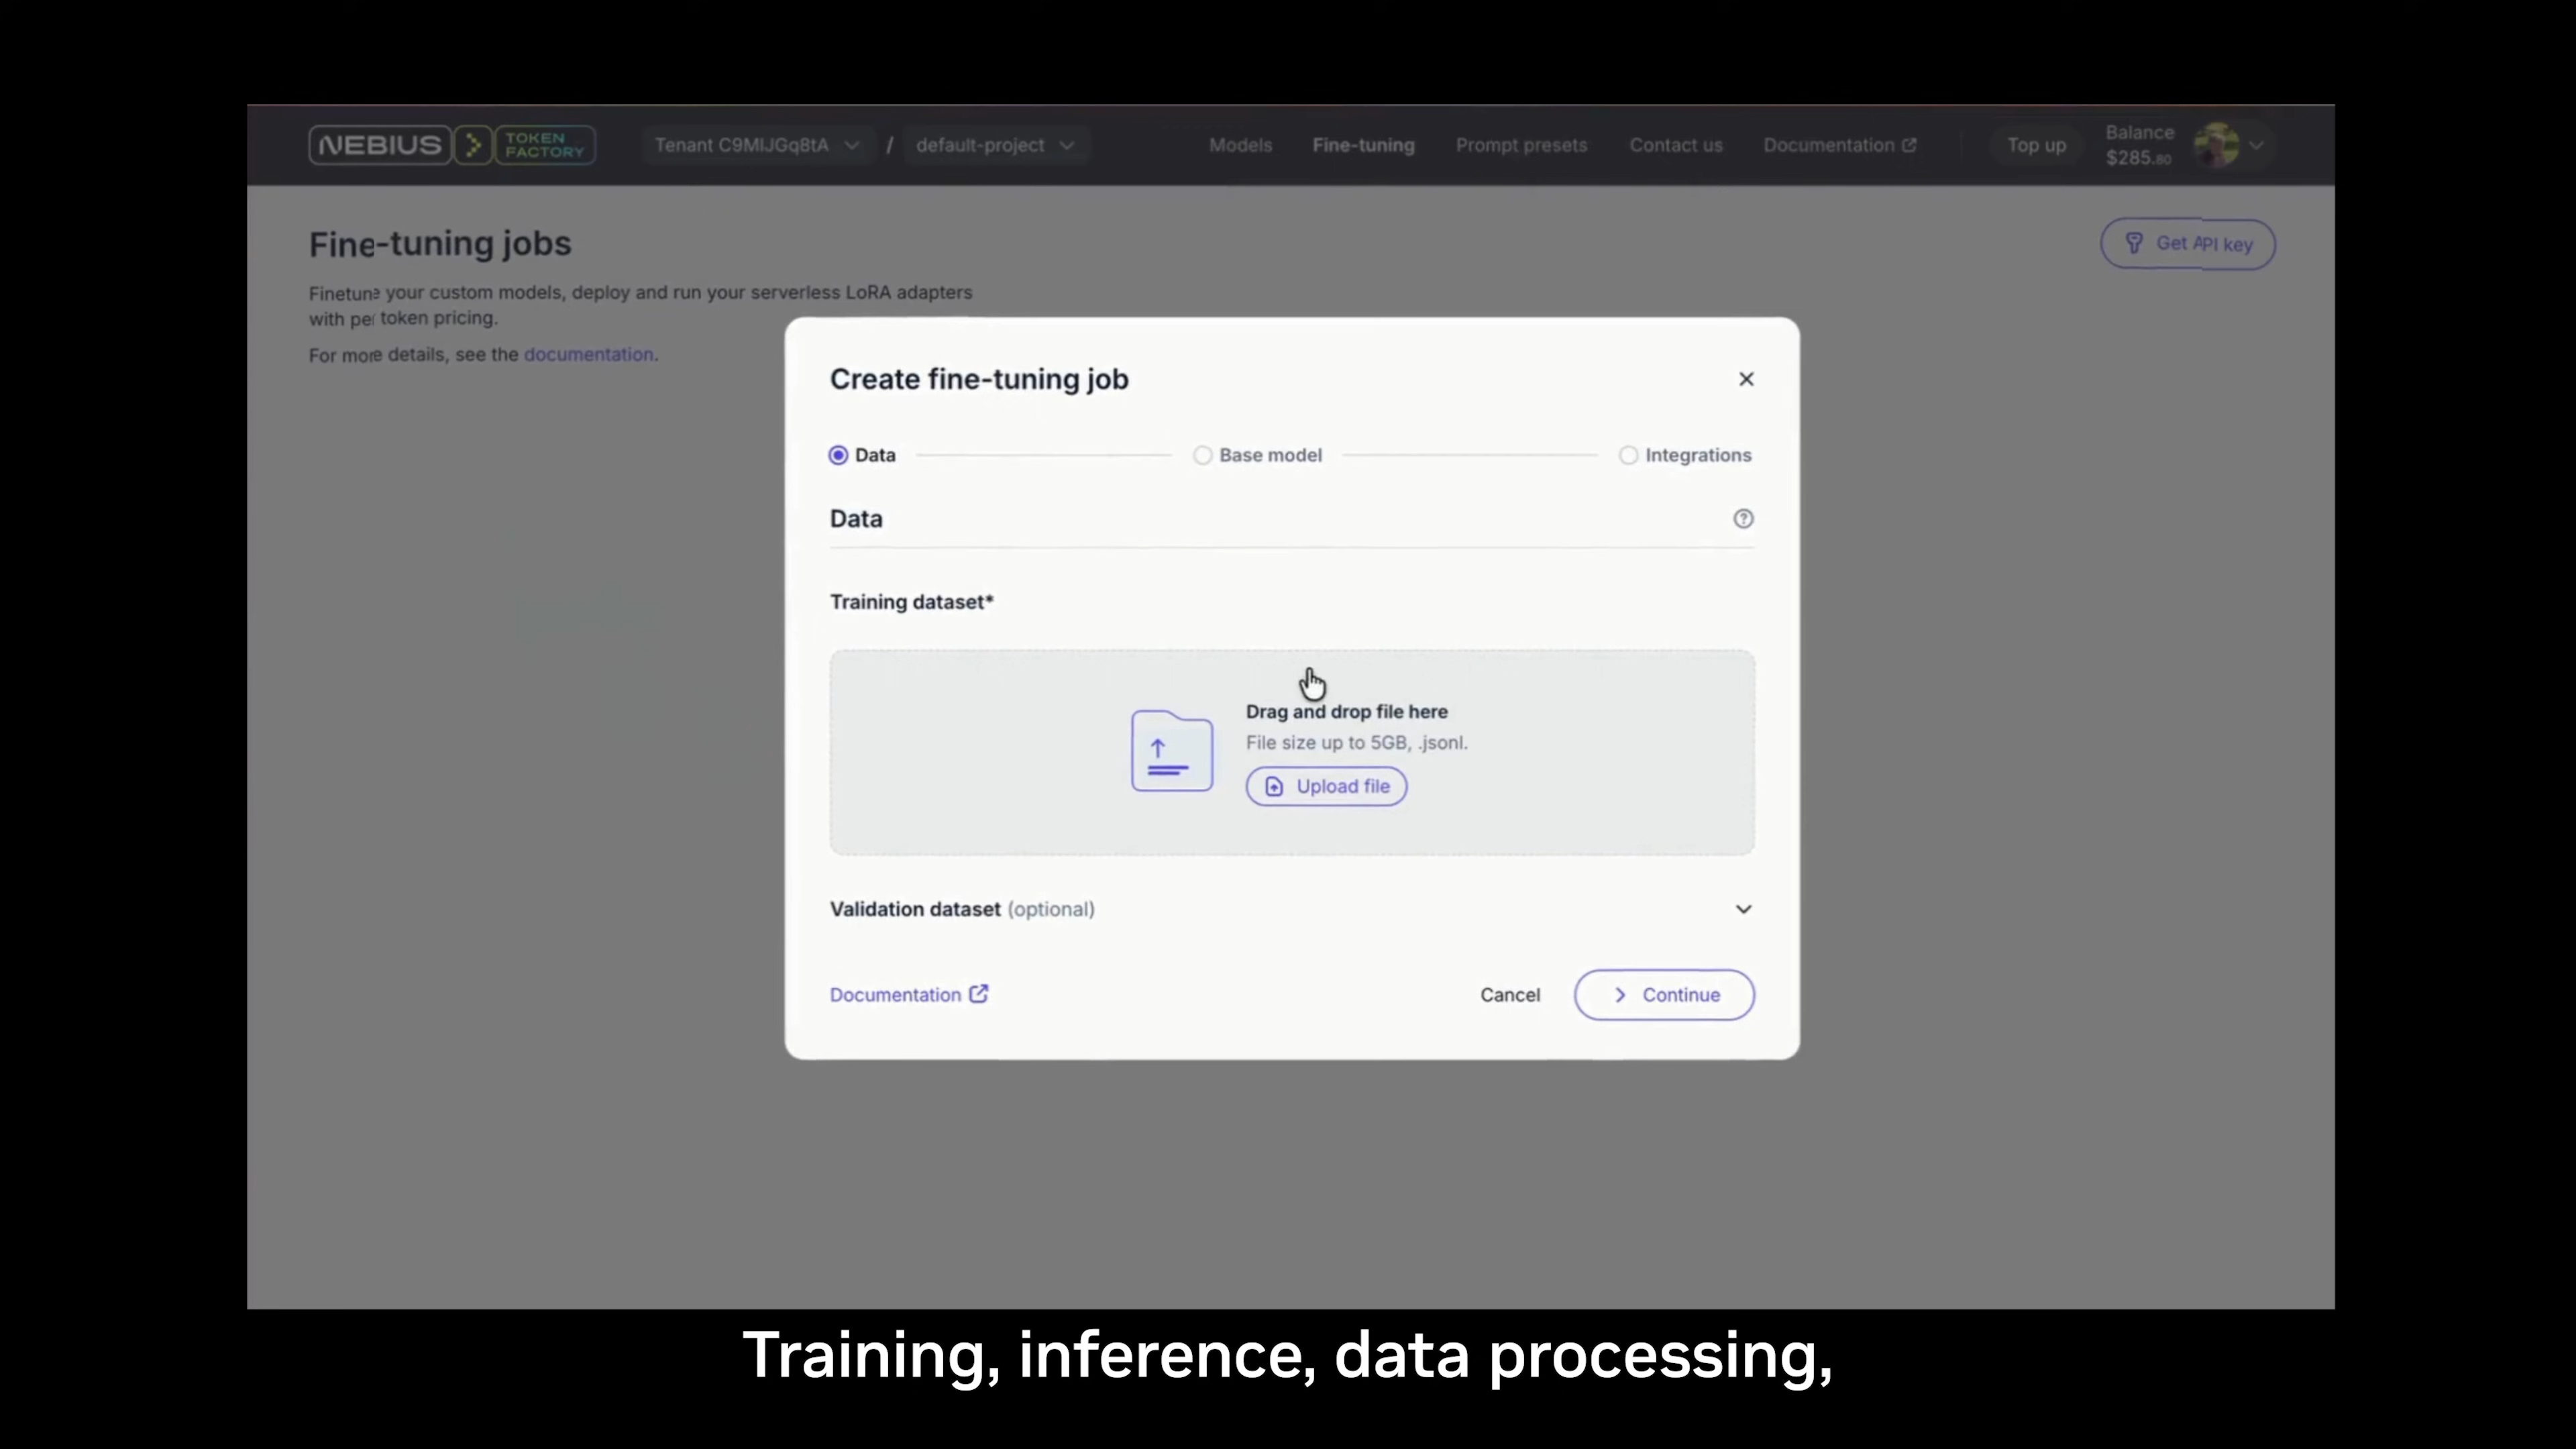 NEBIUS TOKEN FACTORY
Tenant C9MIJGq8tA / default-project
Models Fine-tuning Prompt presets Contact us Documentation Top up Balance $285.80
Fine-tuning jobs
Get API key
Finetune your custom models, deploy and run your serverless LoRA adapters
with per token pricing.
For more details, see the documentation.
Create fine-tuning job
Data Base model Integrations
Data
Training dataset*
Drag and drop file here
File size up to 5GB, .jsonl.
Upload file
Validation dataset (optional)
Documentation Cancel Continue
Training, inference, data processing,